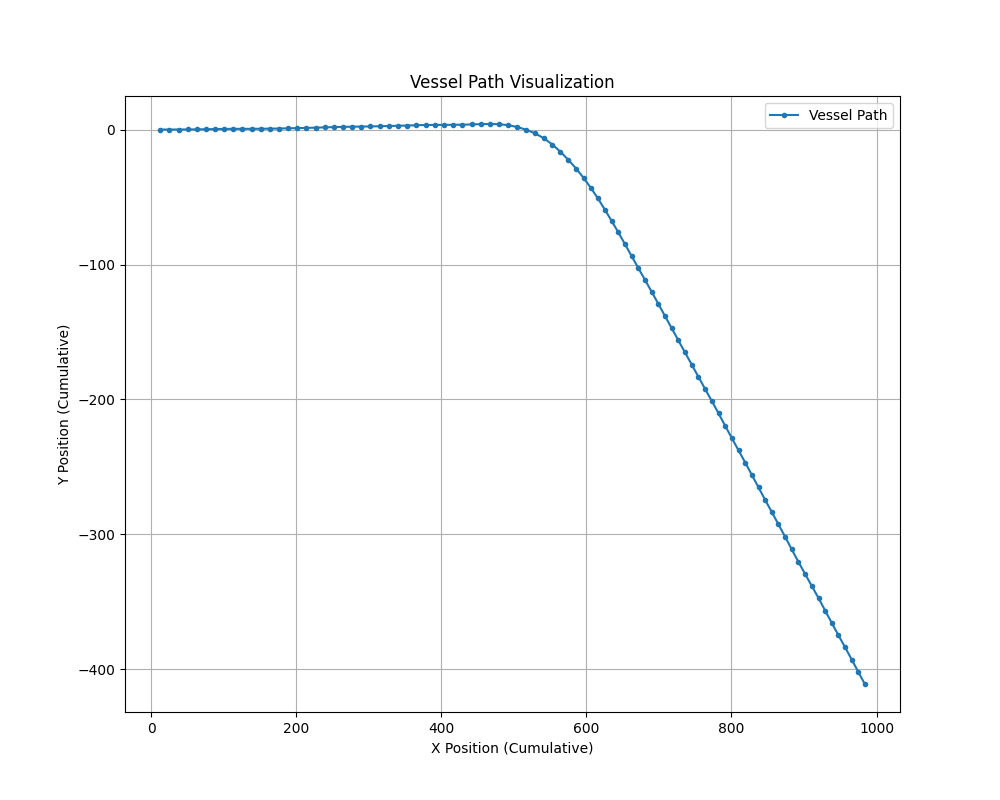 Vessel Path Visualization
Vessel Path
0
−100
−200
−300
−400
Y Position (Cumulative)
0
200
400
600
800
1000
X Position (Cumulative)